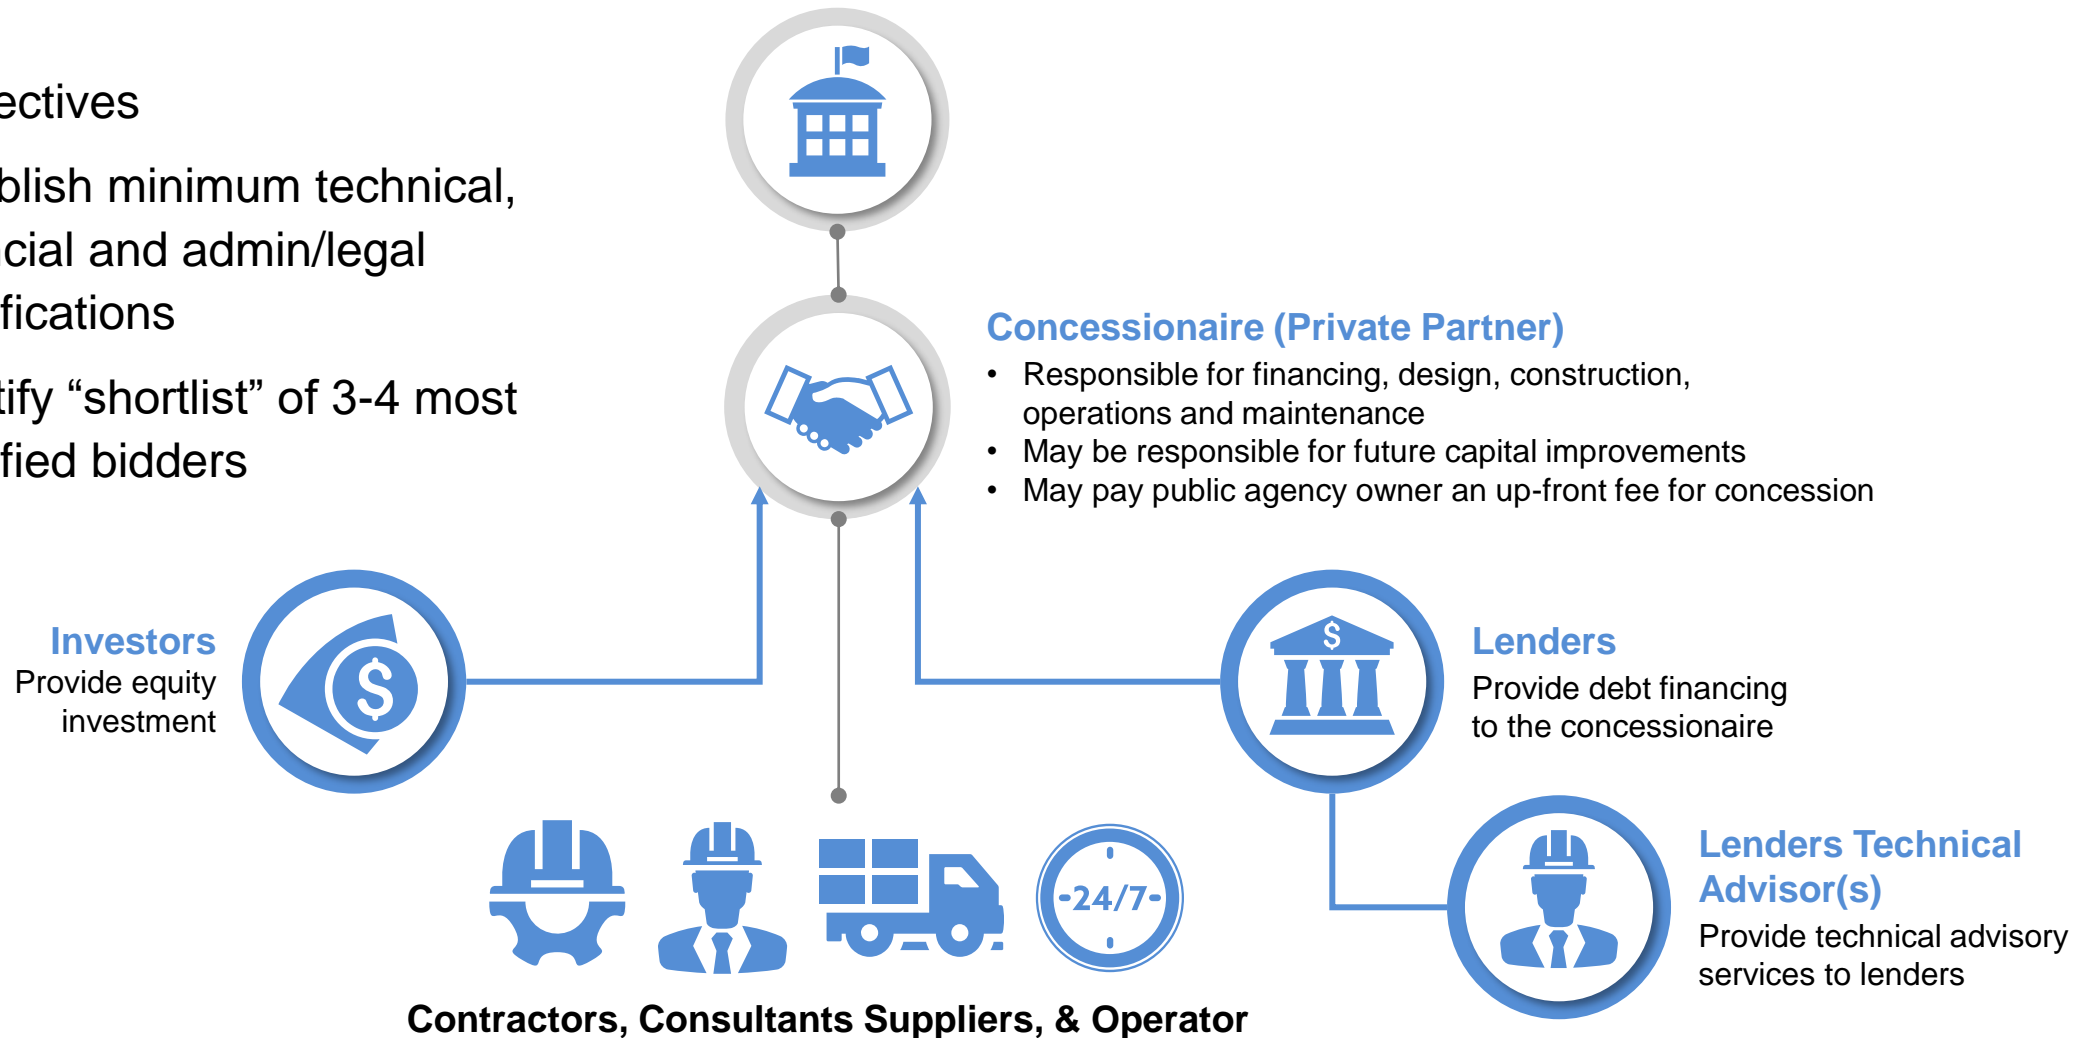 ectives
blish minimum technical,
ncial and admin/legal
fications
tify “shortlist” of 3-4 most
fied bidders
Concessionaire (Private Partner)
• Responsible for financing, design, construction,
operations and maintenance
• May be responsible for future capital improvements
• May pay public agency owner an up-front fee for concession
Investors
Provide equity
investment
$
$
Lenders
Provide debt financing
to the concessionaire
-24/7-
Lenders Technical
Advisor(s)
Provide technical advisory
services to lenders
Contractors, Consultants Suppliers, & Operator